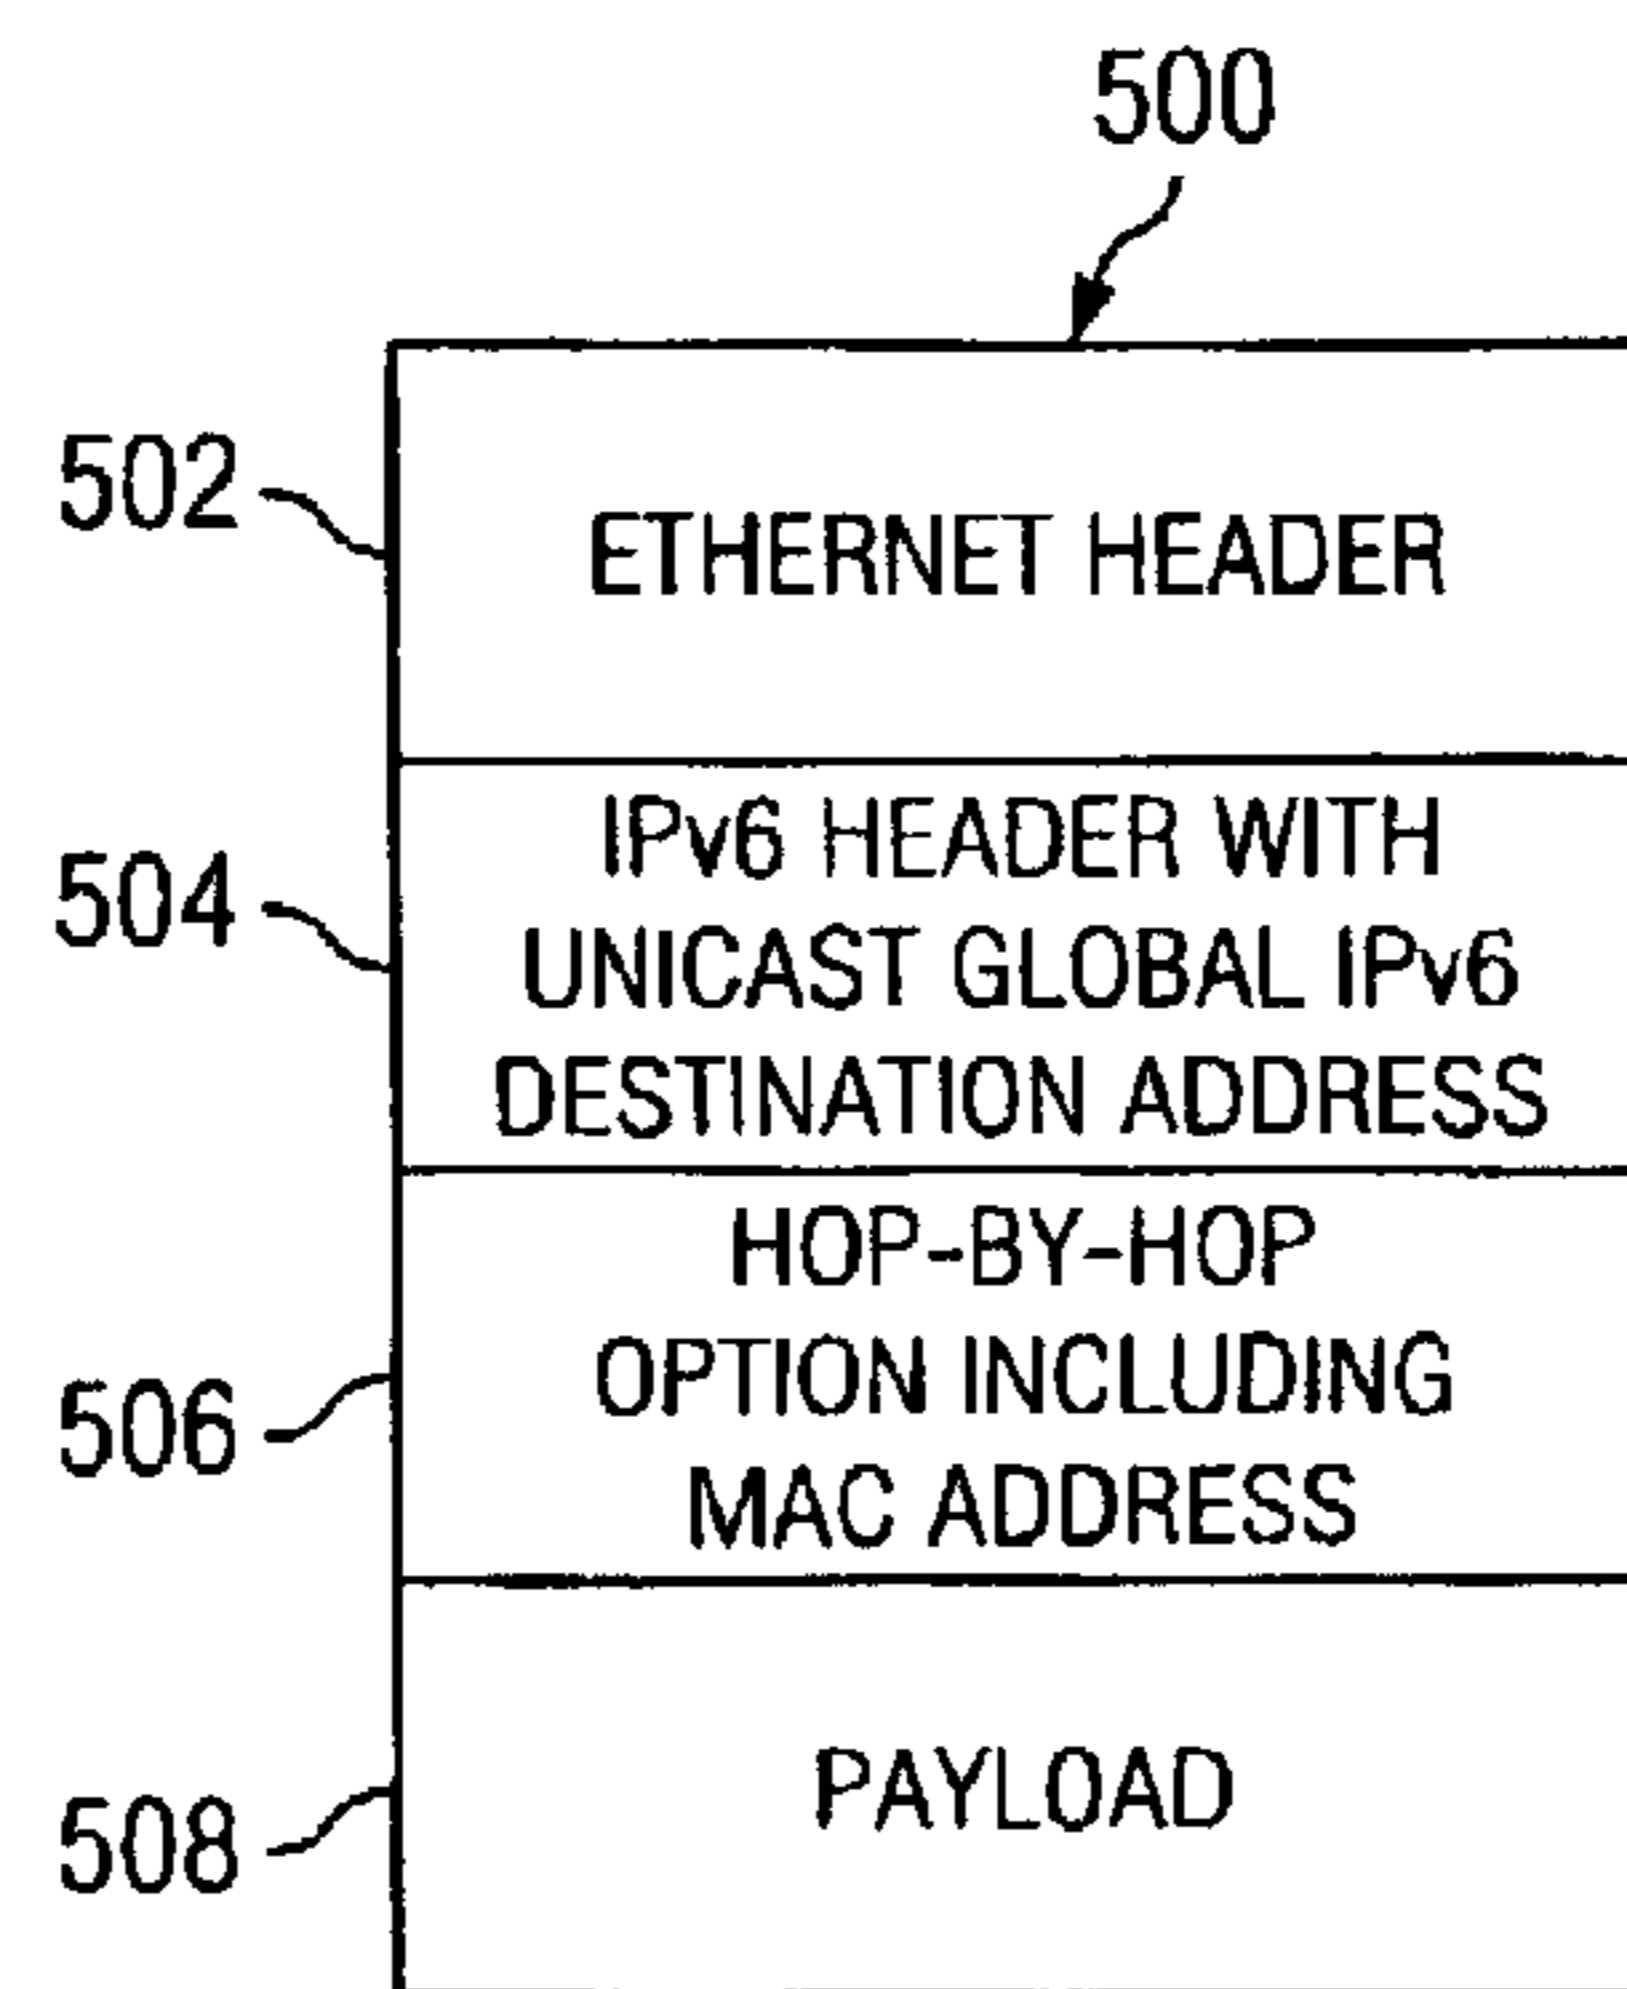 500
502
ETHERNET HEADER
504
IPv6 HEADER WITH
UNICAST GLOBAL IPv6
DESTINATION ADDRESS
506
HOP-BY-HOP
OPTION INCLUDING
MAC ADDRESS
508
PAYLOAD